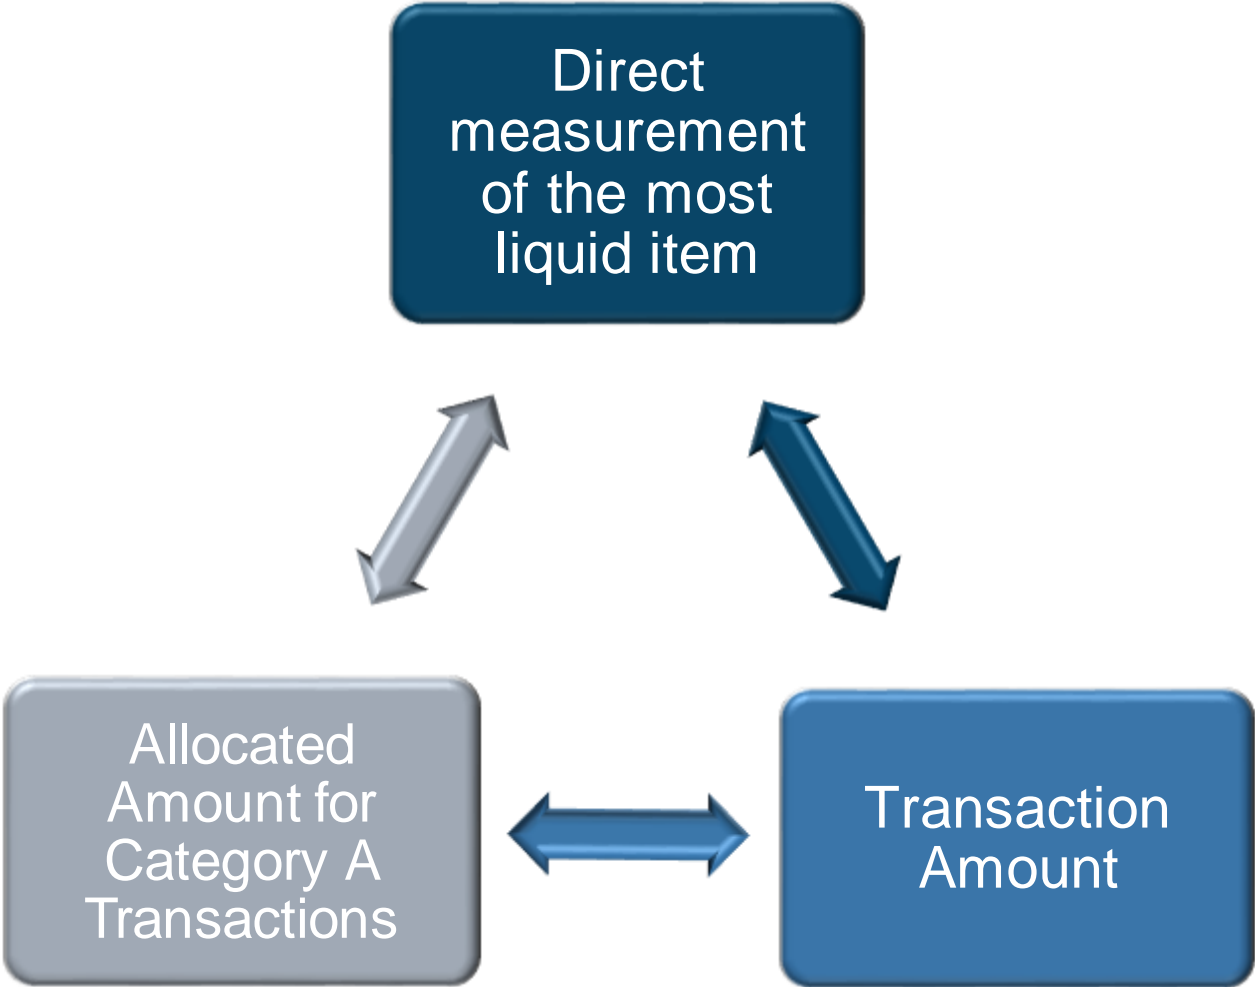 Direct
measurement
of the most
liquid item
Allocated
Amount for
Category A
Transactions
Transaction
Amount